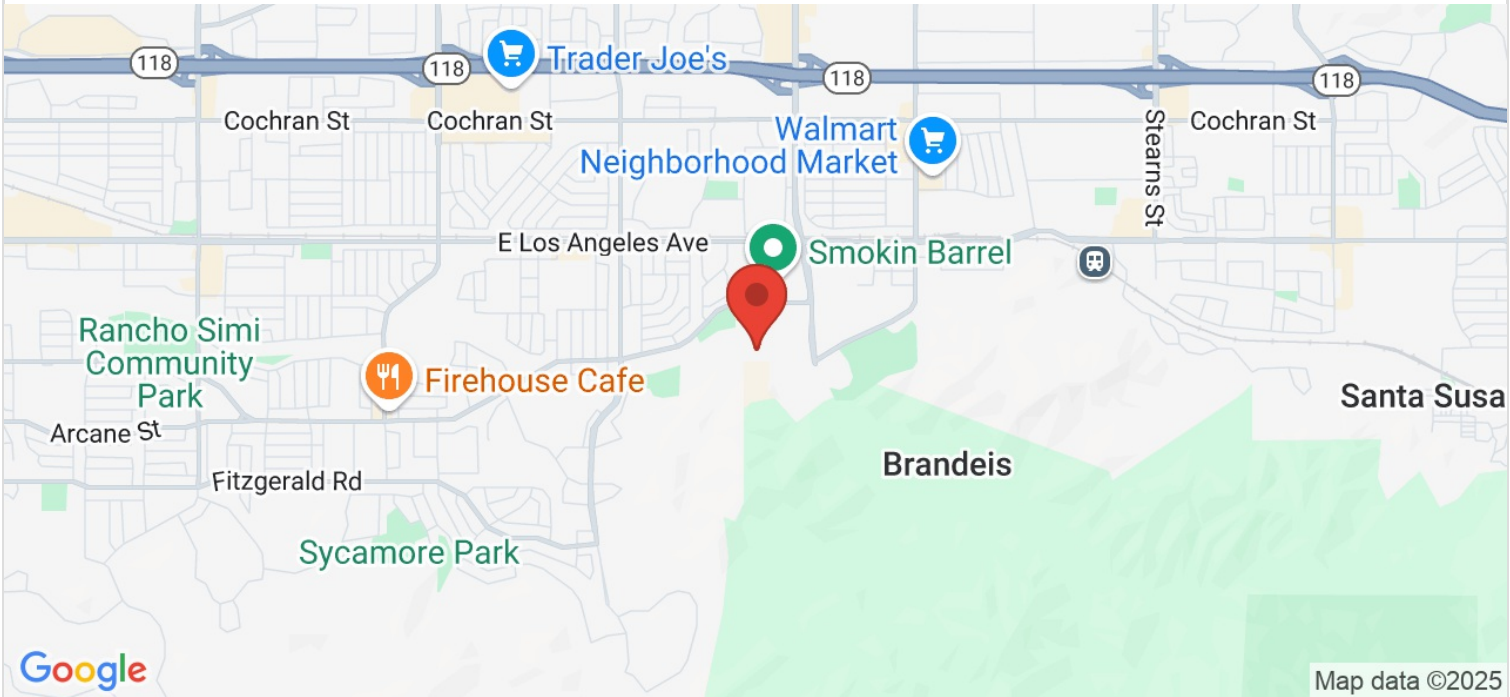 118
Trader Joe's
118
118
118
Cochran St
Cochran St
Walmart
Neighborhood Market
Cochran St
Stearns St
E Los Angeles Ave
Smokin Barrel
Rancho Simi
Community
Park
Firehouse Cafe
Santa Susa
Arcane St
Brandeis
Fitzgerald Rd
Sycamore Park
Google
Map data ©2025